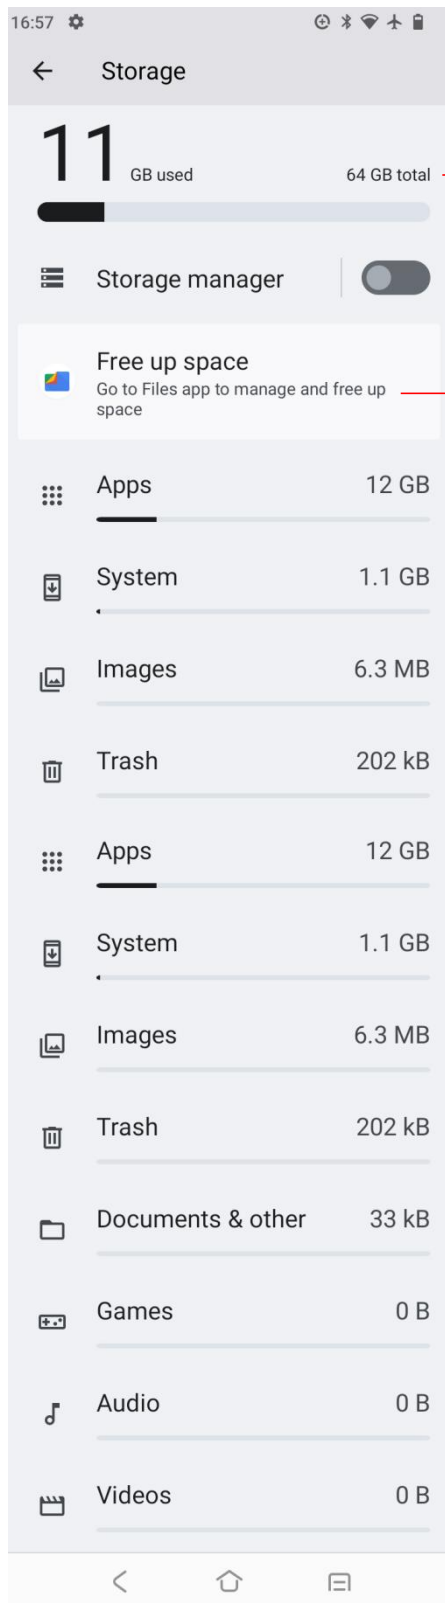 16:57
Storage
11 GB used 64 GB total
Storage manager
Free up space
Go to Files app to manage and free up
space
Apps 12 GB
System 1.1 GB
Images 6.3 MB
Trash 202 kB
Apps 12 GB
System 1.1 GB
Images 6.3 MB
Trash 202 kB
Documents & other 33 kB
Games 0 B
Audio 0 B
Videos 0 B